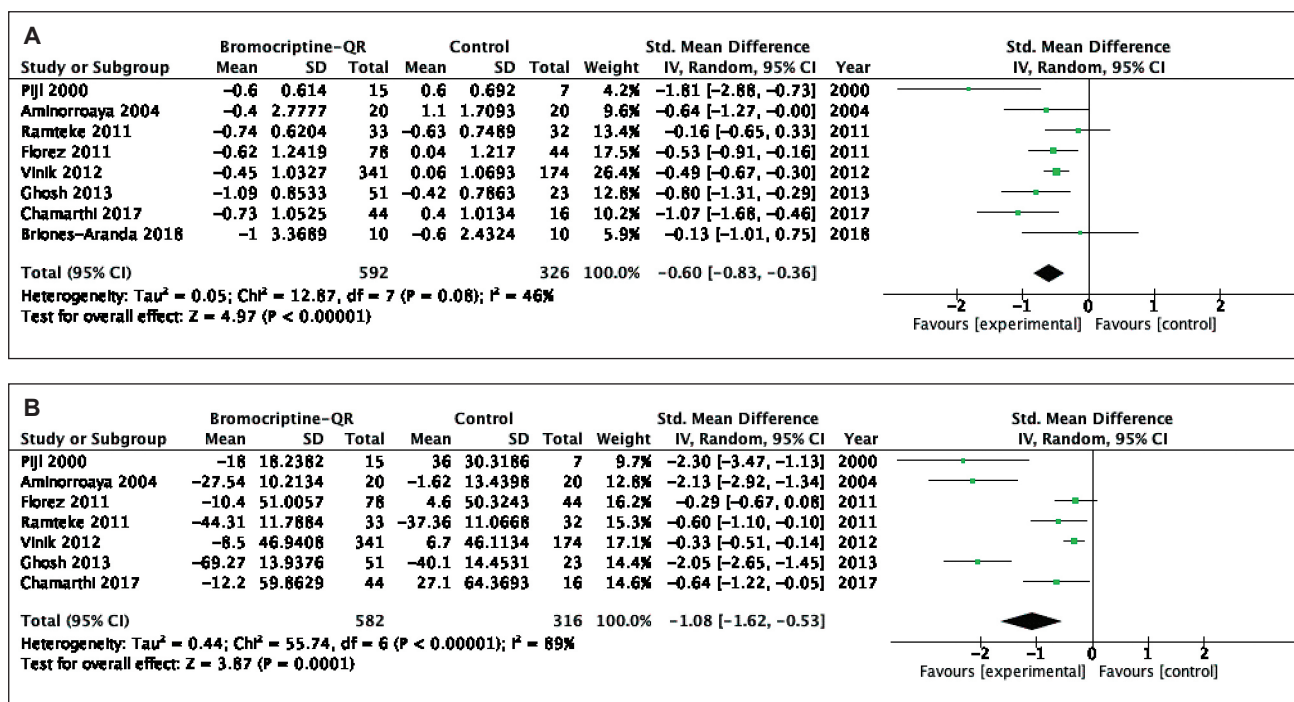 A
Bromocriptine-QR Control Std. Mean Difference Std. Mean Difference
Study or Subgroup Mean SD Total Mean SD Total Weight IV, Random, 95% CI Year IV, Random, 95% CI
Pijl 2000 −0.6 0.614 15 0.6 0.692 7 4.2% −1.81 [−2.88, −0.73] 2000
Aminorroaya 2004 −0.4 2.7777 20 1.1 1.7093 20 9.6% −0.64 [−1.27, −0.00] 2004
Ramteke 2011 −0.74 0.6204 33 −0.63 0.7489 32 13.4% −0.16 [−0.65, 0.33] 2011
Florez 2011 −0.62 1.2419 78 0.04 1.217 44 17.5% −0.53 [−0.91, −0.16] 2011
Vinik 2012 −0.45 1.0327 341 0.06 1.0693 174 26.4% −0.49 [−0.67, −0.30] 2012
Ghosh 2013 −1.09 0.8533 51 −0.42 0.7863 23 12.8% −0.80 [−1.31, −0.29] 2013
Chamarthi 2017 −0.73 1.0525 44 0.4 1.0134 16 10.2% −1.07 [−1.68, −0.46] 2017
Briones-Aranda 2018 −1 3.3689 10 −0.6 2.4324 10 5.9% −0.13 [−1.01, 0.75] 2018
Total (95% CI) 592 326 100.0% −0.60 [−0.83, −0.36]
Heterogeneity: Tau² = 0.05; Chi² = 12.87, df = 7 (P = 0.08); I² = 46%
Test for overall effect: Z = 4.97 (P < 0.00001)
−2 −1 0 1 2
Favours [experimental] Favours [control]
B
Bromocriptine-QR Control Std. Mean Difference Std. Mean Difference
Study or Subgroup Mean SD Total Mean SD Total Weight IV, Random, 95% CI Year IV, Random, 95% CI
Pijl 2000 −18 18.2382 15 36 30.3186 7 9.7% −2.30 [−3.47, −1.13] 2000
Aminorroaya 2004 −27.54 10.2134 20 −1.62 13.4398 20 12.8% −2.13 [−2.92, −1.34] 2004
Florez 2011 −10.4 51.0057 78 4.6 50.3243 44 16.2% −0.29 [−0.67, 0.08] 2011
Ramteke 2011 −44.31 11.7884 33 −37.36 11.0668 32 15.3% −0.60 [−1.10, −0.10] 2011
Vinik 2012 −8.5 46.9408 341 6.7 46.1134 174 17.1% −0.33 [−0.51, −0.14] 2012
Ghosh 2013 −69.27 13.9376 51 −40.1 14.4531 23 14.4% −2.05 [−2.65, −1.45] 2013
Chamarthi 2017 −12.2 59.8629 44 27.1 64.3693 16 14.6% −0.64 [−1.22, −0.05] 2017
Total (95% CI) 582 316 100.0% −1.08 [−1.62, −0.53]
Heterogeneity: Tau² = 0.44; Chi² = 55.74, df = 6 (P < 0.00001); I² = 89%
Test for overall effect: Z = 3.87 (P = 0.0001)
−2 −1 0 1 2
Favours [experimental] Favours [control]